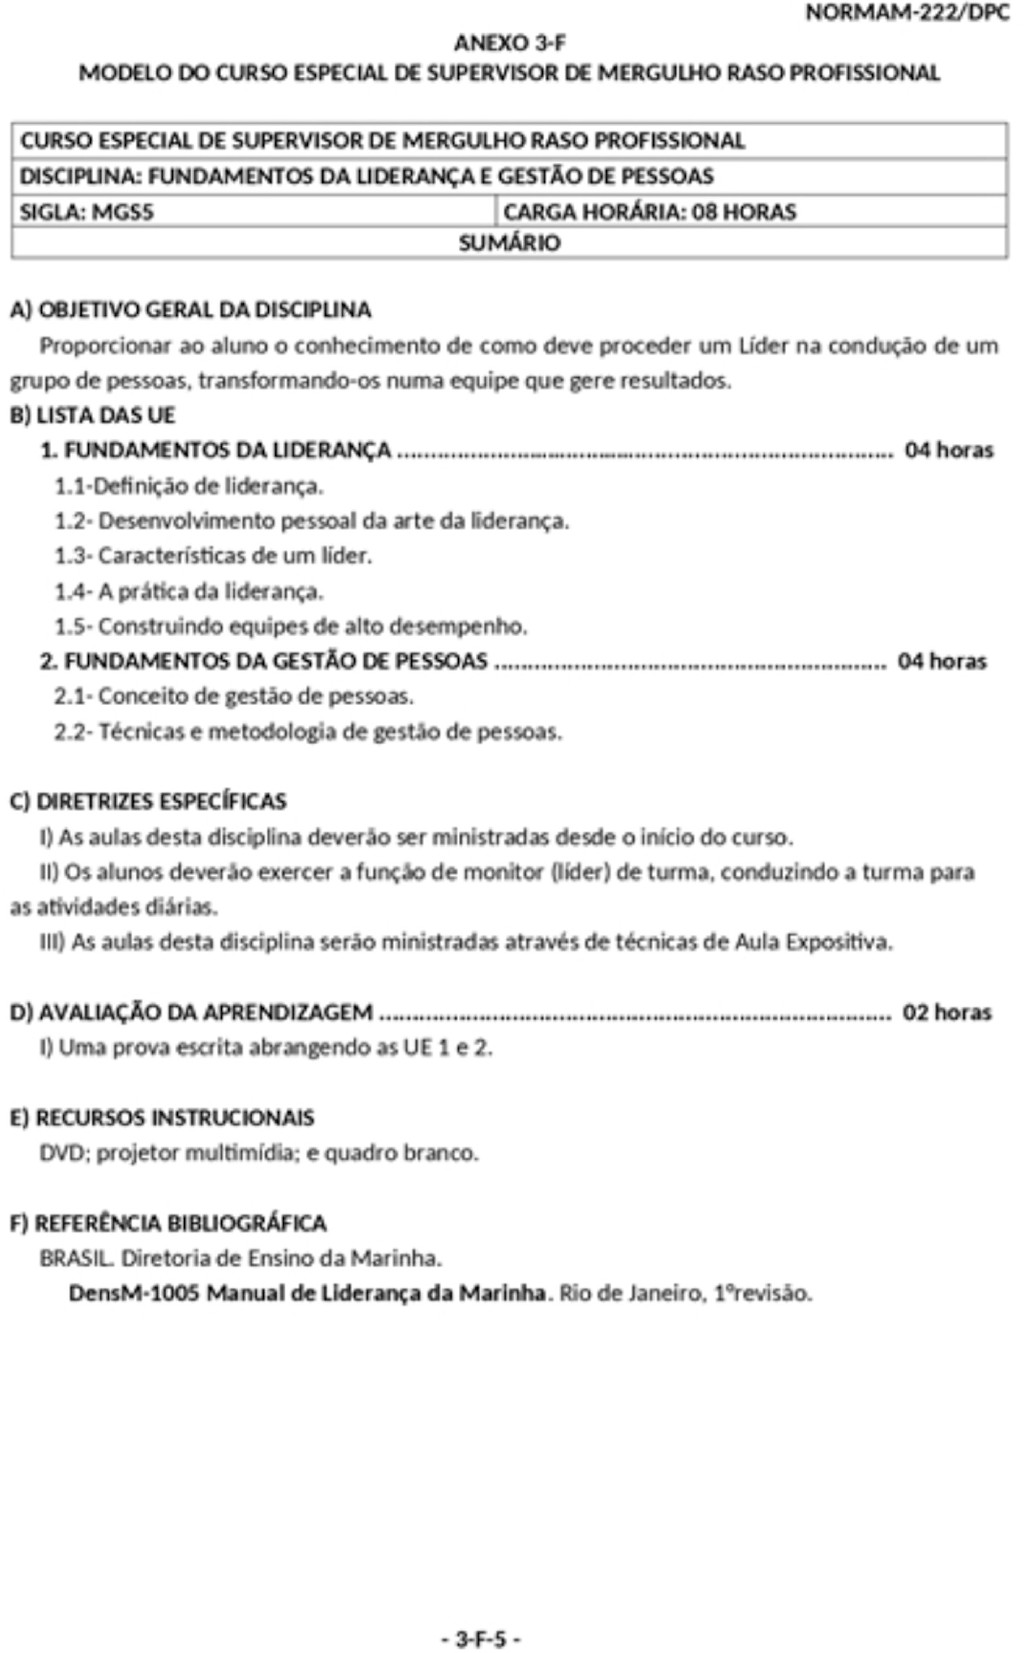 NORMAM-222/DPC
ANEXO 3-F
MODELO DO CURSO ESPECIAL DE SUPERVISOR DE MERGULHO RASO PROFISSIONAL
CURSO ESPECIAL DE SUPERVISOR DE MERGULHO RASO PROFISSIONAL
DISCIPLINA: FUNDAMENTOS DA LIDERANÇA E GESTÃO DE PESSOAS
SIGLA: MGS5 CARGA HORÁRIA: 08 HORAS
SUMÁRIO
A) OBJETIVO GERAL DA DISCIPLINA
Proporcionar ao aluno o conhecimento de como deve proceder um Líder na condução de um
grupo de pessoas, transformando-os numa equipe que gere resultados.
B) LISTA DAS UE
1. FUNDAMENTOS DA LIDERANÇA ........................................................................... 04 horas
1.1-Definição de liderança.
1.2- Desenvolvimento pessoal da arte da liderança.
1.3- Características de um líder.
1.4- A prática da liderança.
1.5- Construindo equipes de alto desempenho.
2. FUNDAMENTOS DA GESTÃO DE PESSOAS ........................................................... 04 horas
2.1- Conceito de gestão de pessoas.
2.2- Técnicas e metodologia de gestão de pessoas.
C) DIRETRIZES ESPECÍFICAS
I) As aulas desta disciplina deverão ser ministradas desde o início do curso.
II) Os alunos deverão exercer a função de monitor (líder) de turma, conduzindo a turma para
as atividades diárias.
III) As aulas desta disciplina serão ministradas através de técnicas de Aula Expositiva.
D) AVALIAÇÃO DA APRENDIZAGEM ............................................................................. 02 horas
I) Uma prova escrita abrangendo as UE 1 e 2.
E) RECURSOS INSTRUCIONAIS
DVD; projetor multimídia; e quadro branco.
F) REFERÊNCIA BIBLIOGRÁFICA
BRASIL. Diretoria de Ensino da Marinha.
DensM-1005 Manual de Liderança da Marinha. Rio de Janeiro, 1°revisão.
- 3-F-5 -